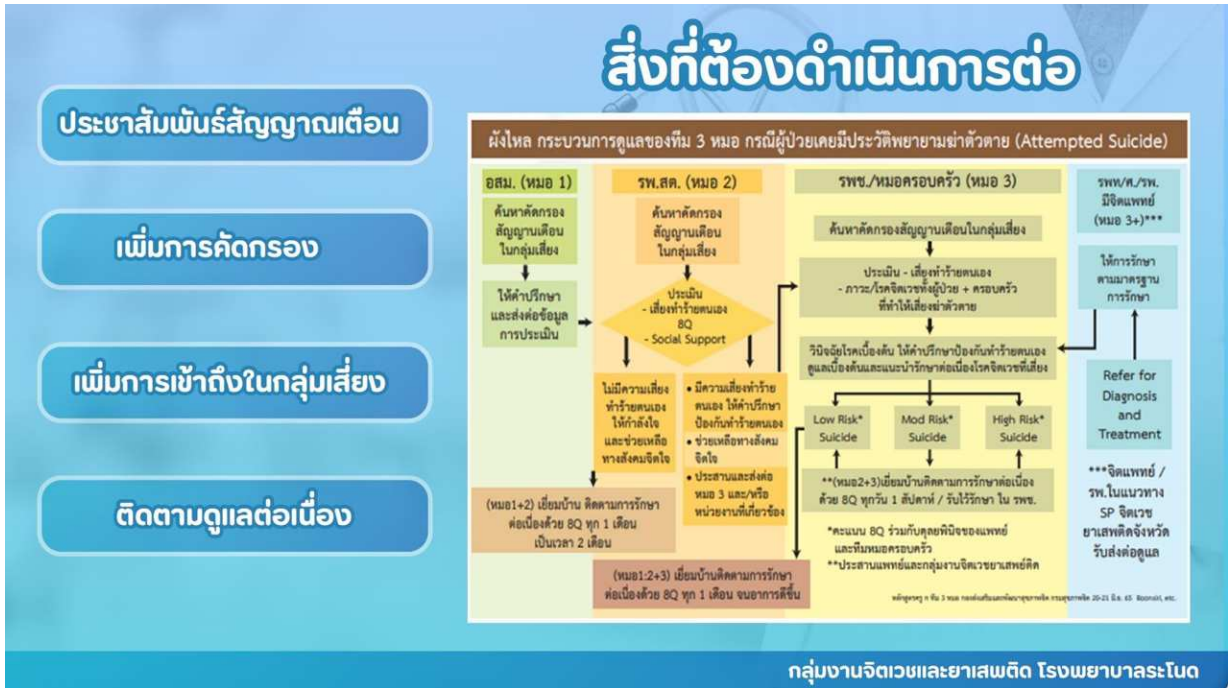 สิ่งที่ต้องดำเนินการต่อ
ประชาสัมพันธ์สัญญาณเตือน
เพิ่มการคัดกรอง
เพิ่มการเข้าถึงในกลุ่มเสี่ยง
ติดตามดูแลต่อเนื่อง
ผังไหล กระบวนการดูแลของทีม 3 หมอ กรณีผู้ป่วยเคยมีประวัติพยายามฆ่าตัวตาย (Attempted Suicide)
อสม. (หมอ 1)
ค้นหาคัดกรอง
สัญญานเตือน
ในกลุ่มเสี่ยง
ให้คำปรึกษา
และส่งต่อข้อมูล
การประเมิน
รพ.สต. (หมอ 2)
ค้นหาคัดกรอง
สัญญานเตือน
ในกลุ่มเสี่ยง
ประเมิน
- เสี่ยงทำร้ายตนเอง
8Q
- Social Support
ไม่มีความเสี่ยง
ทำร้ายตนเอง
ให้กำลังใจ
และช่วยเหลือ
ทางสังคมจิตใจ
• มีความเสี่ยงทำร้าย
ตนเอง ให้คำปรึกษา
ป้องกันทำร้ายตนเอง
• ช่วยเหลือทางสังคม
จิตใจ
• ประสานและส่งต่อ
หมอ 3 และ/หรือ
หน่วยงานที่เกี่ยวข้อง
(หมอ1+2) เยี่ยมบ้าน ติดตามการรักษา
ต่อเนื่องด้วย 8Q ทุก 1 เดือน
เป็นเวลา 2 เดือน
(หมอ1:2+3) เยี่ยมบ้านติดตามการรักษา
ต่อเนื่องด้วย 8Q ทุก 1 เดือน จนอาการดีขึ้น
รพช./หมอครอบครัว (หมอ 3)
ค้นหาคัดกรองสัญญานเตือนในกลุ่มเสี่ยง
ประเมิน - เสี่ยงทำร้ายตนเอง
- ภาวะ/โรคจิตเวชทั้งผู้ป่วย + ครอบครัว
ที่ทำให้เสี่ยงฆ่าตัวตาย
วินิจฉัยโรคเบื้องต้น ให้คำปรึกษาป้องกันทำร้ายตนเอง
ดูแลเบื้องต้นและแนะนำรักษาต่อเนื่องโรคจิตเวชที่เสี่ยง
Low Risk*
Suicide
Mod Risk*
Suicide
High Risk*
Suicide
**(หมอ2+3)เยี่ยมบ้านติดตามการรักษาต่อเนื่อง
ด้วย 8Q ทุกวัน 1 สัปดาห์ / รับไว้รักษา ใน รพช.
*คะแนน 8Q ร่วมกับดุลยพินิจของแพทย์
และทีมหมอครอบครัว
**ประสานแพทย์และกลุ่มงานจิตเวชยาเสพย์ติด
รพท/ศ./รพ.
มีจิตแพทย์
(หมอ 3+)***
ให้การรักษา
ตามมาตรฐาน
การรักษา
Refer for
Diagnosis
and
Treatment
***จิตแพทย์ /
รพ.ในแนวทาง
SP จิตเวช
ยาเสพติดจังหวัด
รับส่งต่อดูแล
กลุ่มงานจิตเวชและยาเสพติด โรงพยาบาลระโนด